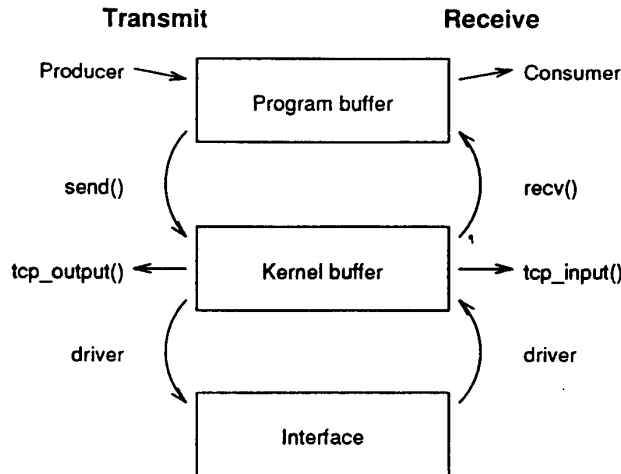 Transmit
Receive
Producer
Consumer
Program buffer
send()
recv()
tcp_output()
Kernel buffer
tcp_input()
driver
driver
Interface